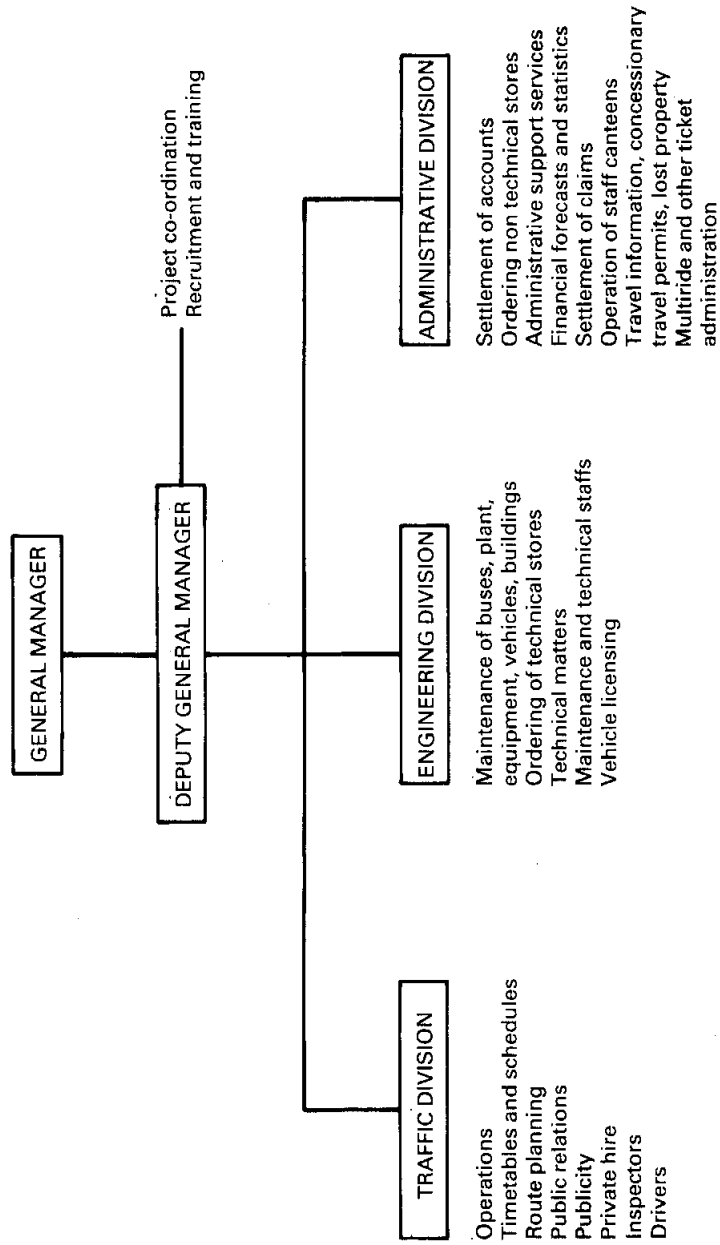 GENERAL MANAGER
DEPUTY GENERAL MANAGER
Project co-ordination
Recruitment and training
TRAFFIC DIVISION
Operations
Timetables and schedules
Route planning
Public relations
Publicity
Private hire
Inspectors
Drivers
ENGINEERING DIVISION
Maintenance of buses, plant,
equipment, vehicles, buildings
Ordering of technical stores
Technical matters
Maintenance and technical staffs
Vehicle licensing
ADMINISTRATIVE DIVISION
Settlement of accounts
Ordering non technical stores
Administrative support services
Financial forecasts and statistics
Settlement of claims
Operation of staff canteens
Travel information, concessionary
travel permits, lost property
Multiride and other ticket
administration